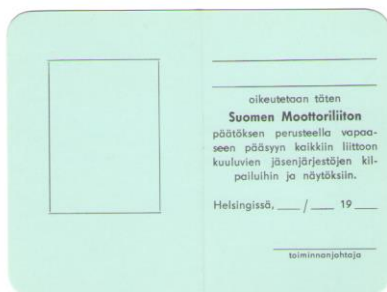 oikeutetaan täten
Suomen Moottoriliiton
päätöksen perusteella vapaa-
seen pääsyyn kaikkiin liittoon
kuuluvien jäsenjärjestöjen kil-
pailuihin ja näytöksiin.
Helsingissä, ___ / ___ 19 ___
toiminnanjohtaja